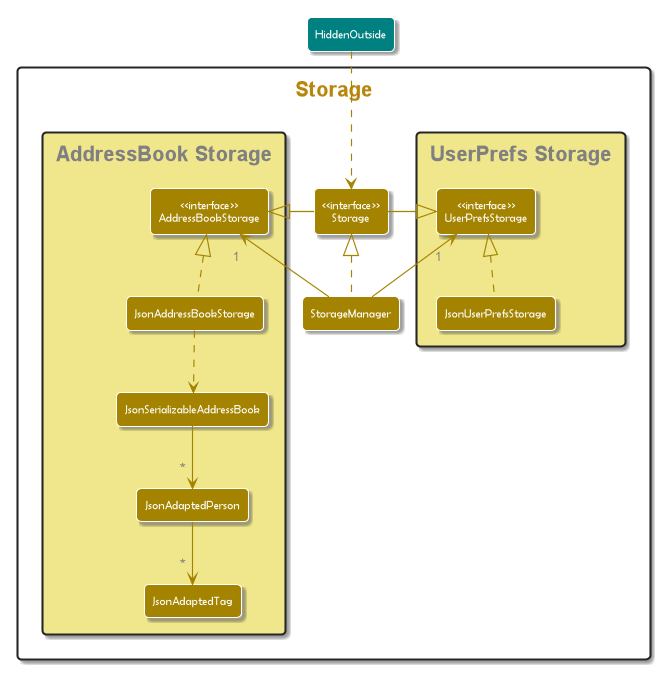 HiddenOutside
Storage
AddressBook Storage
UserPrefs Storage
<<interface>>
AddressBookStorage
<<interface>>
Storage
<<interface>>
UserPrefsStorage
1
1
JsonAddressBookStorage
StorageManager
JsonUserPrefsStorage
JsonSerializableAddressBook
*
JsonAdaptedPerson
*
JsonAdaptedTag